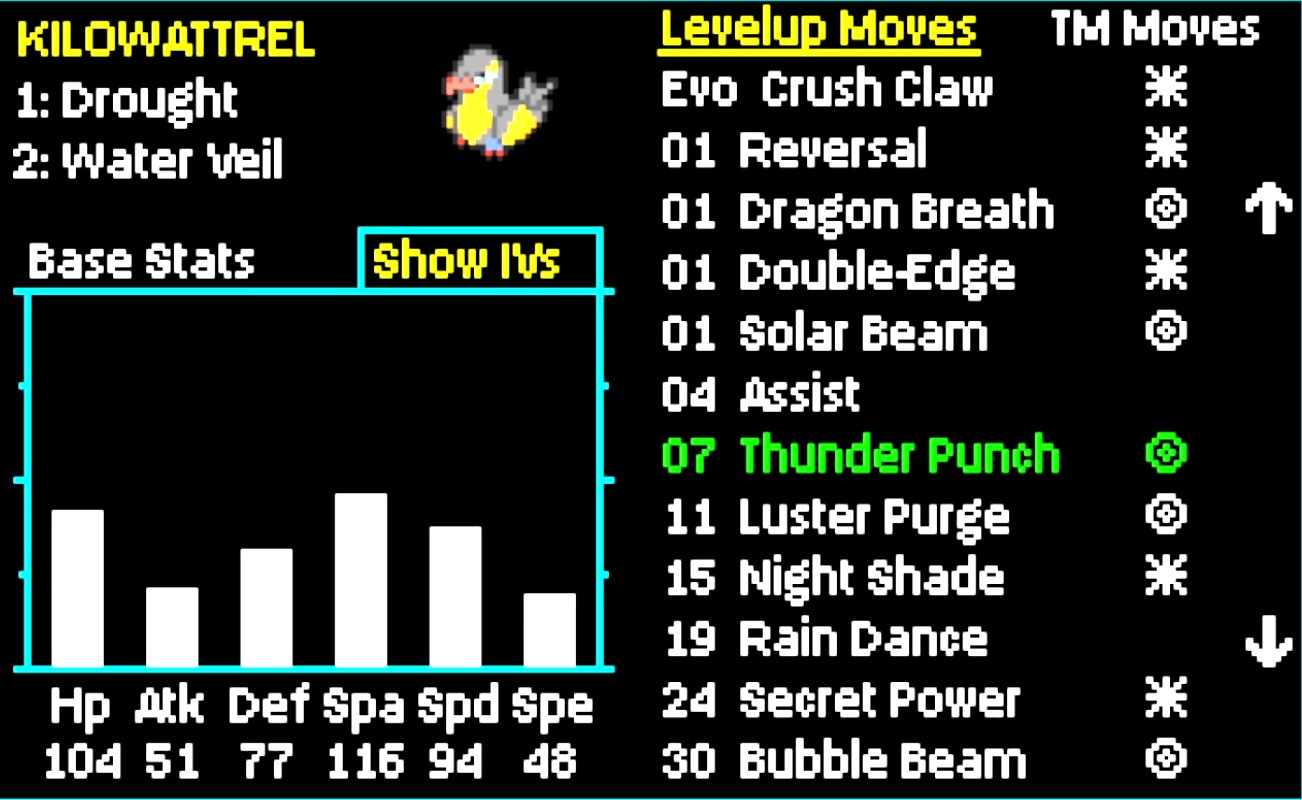 KILOWATTREL
1: Drought
2: Water Veil
Base Stats
Show IVs
Hp Atk Def Spa Spd Spe
104 51 77 116 94 48
Levelup Moves TM Moves
Evo Crush Claw
01 Reversal
01 Dragon Breath
01 Double-Edge
01 Solar Beam
04 Assist
07 Thunder Punch
11 Luster Purge
15 Night Shade
19 Rain Dance
24 Secret Power
30 Bubble Beam